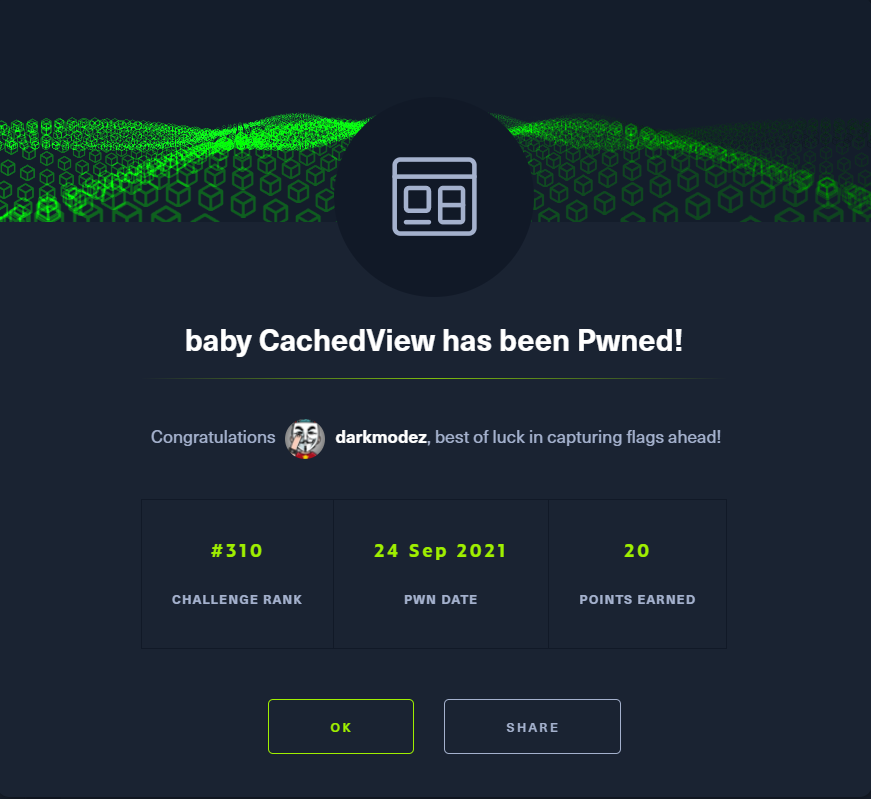 baby CachedView has been Pwned!
Congratulations darkmodez, best of luck in capturing flags ahead!
#310 24 Sep 2021 20
CHALLENGE RANK PWN DATE POINTS EARNED
OK SHARE